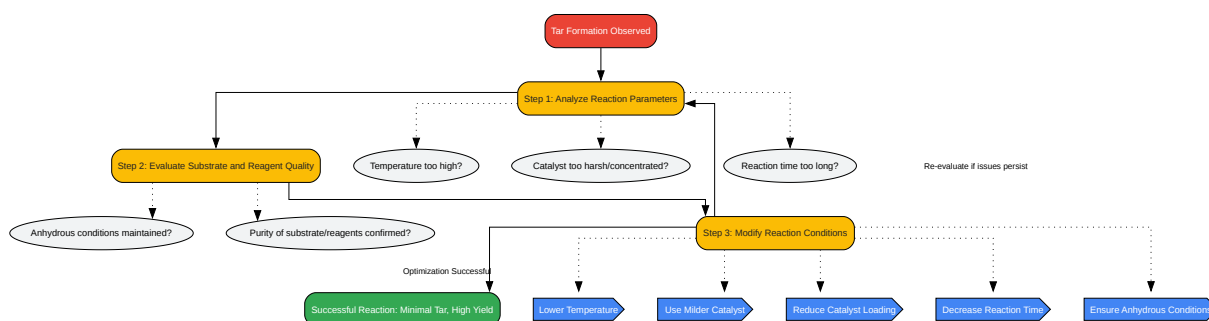 Tar Formation Observed
Step 1: Analyze Reaction Parameters
Step 2: Evaluate Substrate and Reagent Quality
Temperature too high?
Catalyst too harsh/concentrated?
Reaction time too long?
Re-evaluate if issues persist
Anhydrous conditions maintained?
Purity of substrate/reagents confirmed?
Step 3: Modify Reaction Conditions
Optimization Successful
Successful Reaction: Minimal Tar, High Yield
Lower Temperature
Use Milder Catalyst
Reduce Catalyst Loading
Decrease Reaction Time
Ensure Anhydrous Conditions